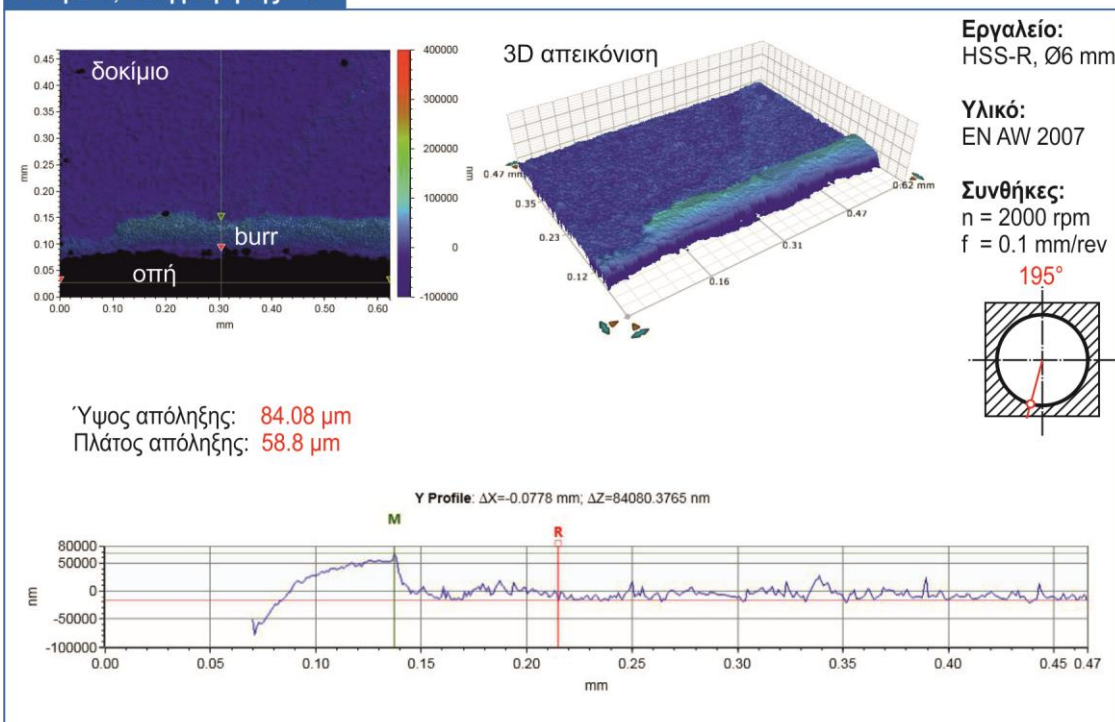 δοκίμιο
burr
οπή
0.45
0.40
0.35
0.30
0.25
0.20
0.15
0.10
0.05
0.00
mm
0.00
0.10
0.20
0.30
0.40
0.50
0.62
mm
400000
300000
200000
100000
0
-100000
nm
3D απεικόνιση
0.47 mm
0.35
0.23
0.12
0.16
0.31
0.47
0.62 mm
Εργαλείο:
HSS-R, Ø6 mm
Υλικό:
EN AW 2007
Συνθήκες:
n = 2000 rpm
f = 0.1 mm/rev
195°
Ύψος απόληξης: 84.08 μm
Πλάτος απόληξης: 58.8 μm
Y Profile: ΔX=-0.0778 mm; ΔZ=84080.3765 nm
M
R
80000
50000
0
-50000
-100000
nm
0.00 0.05 0.10 0.15 0.20 0.25 0.30 0.35 0.40 0.45 0.47
mm